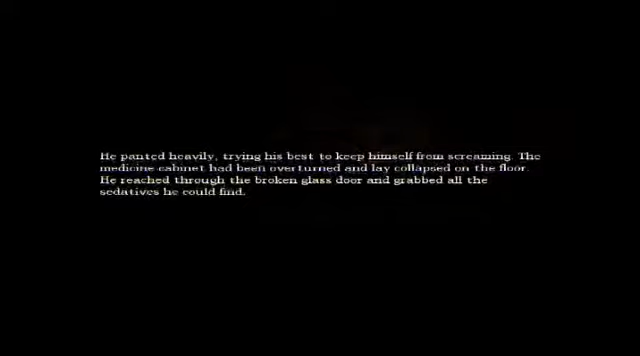 He panted heavily, trying his best to keep himself from screaming. The
medicine cabinet had been overturned and lay collapsed on the floor.
He reached through the broken glass door and grabbed all the
sedatives he could find.